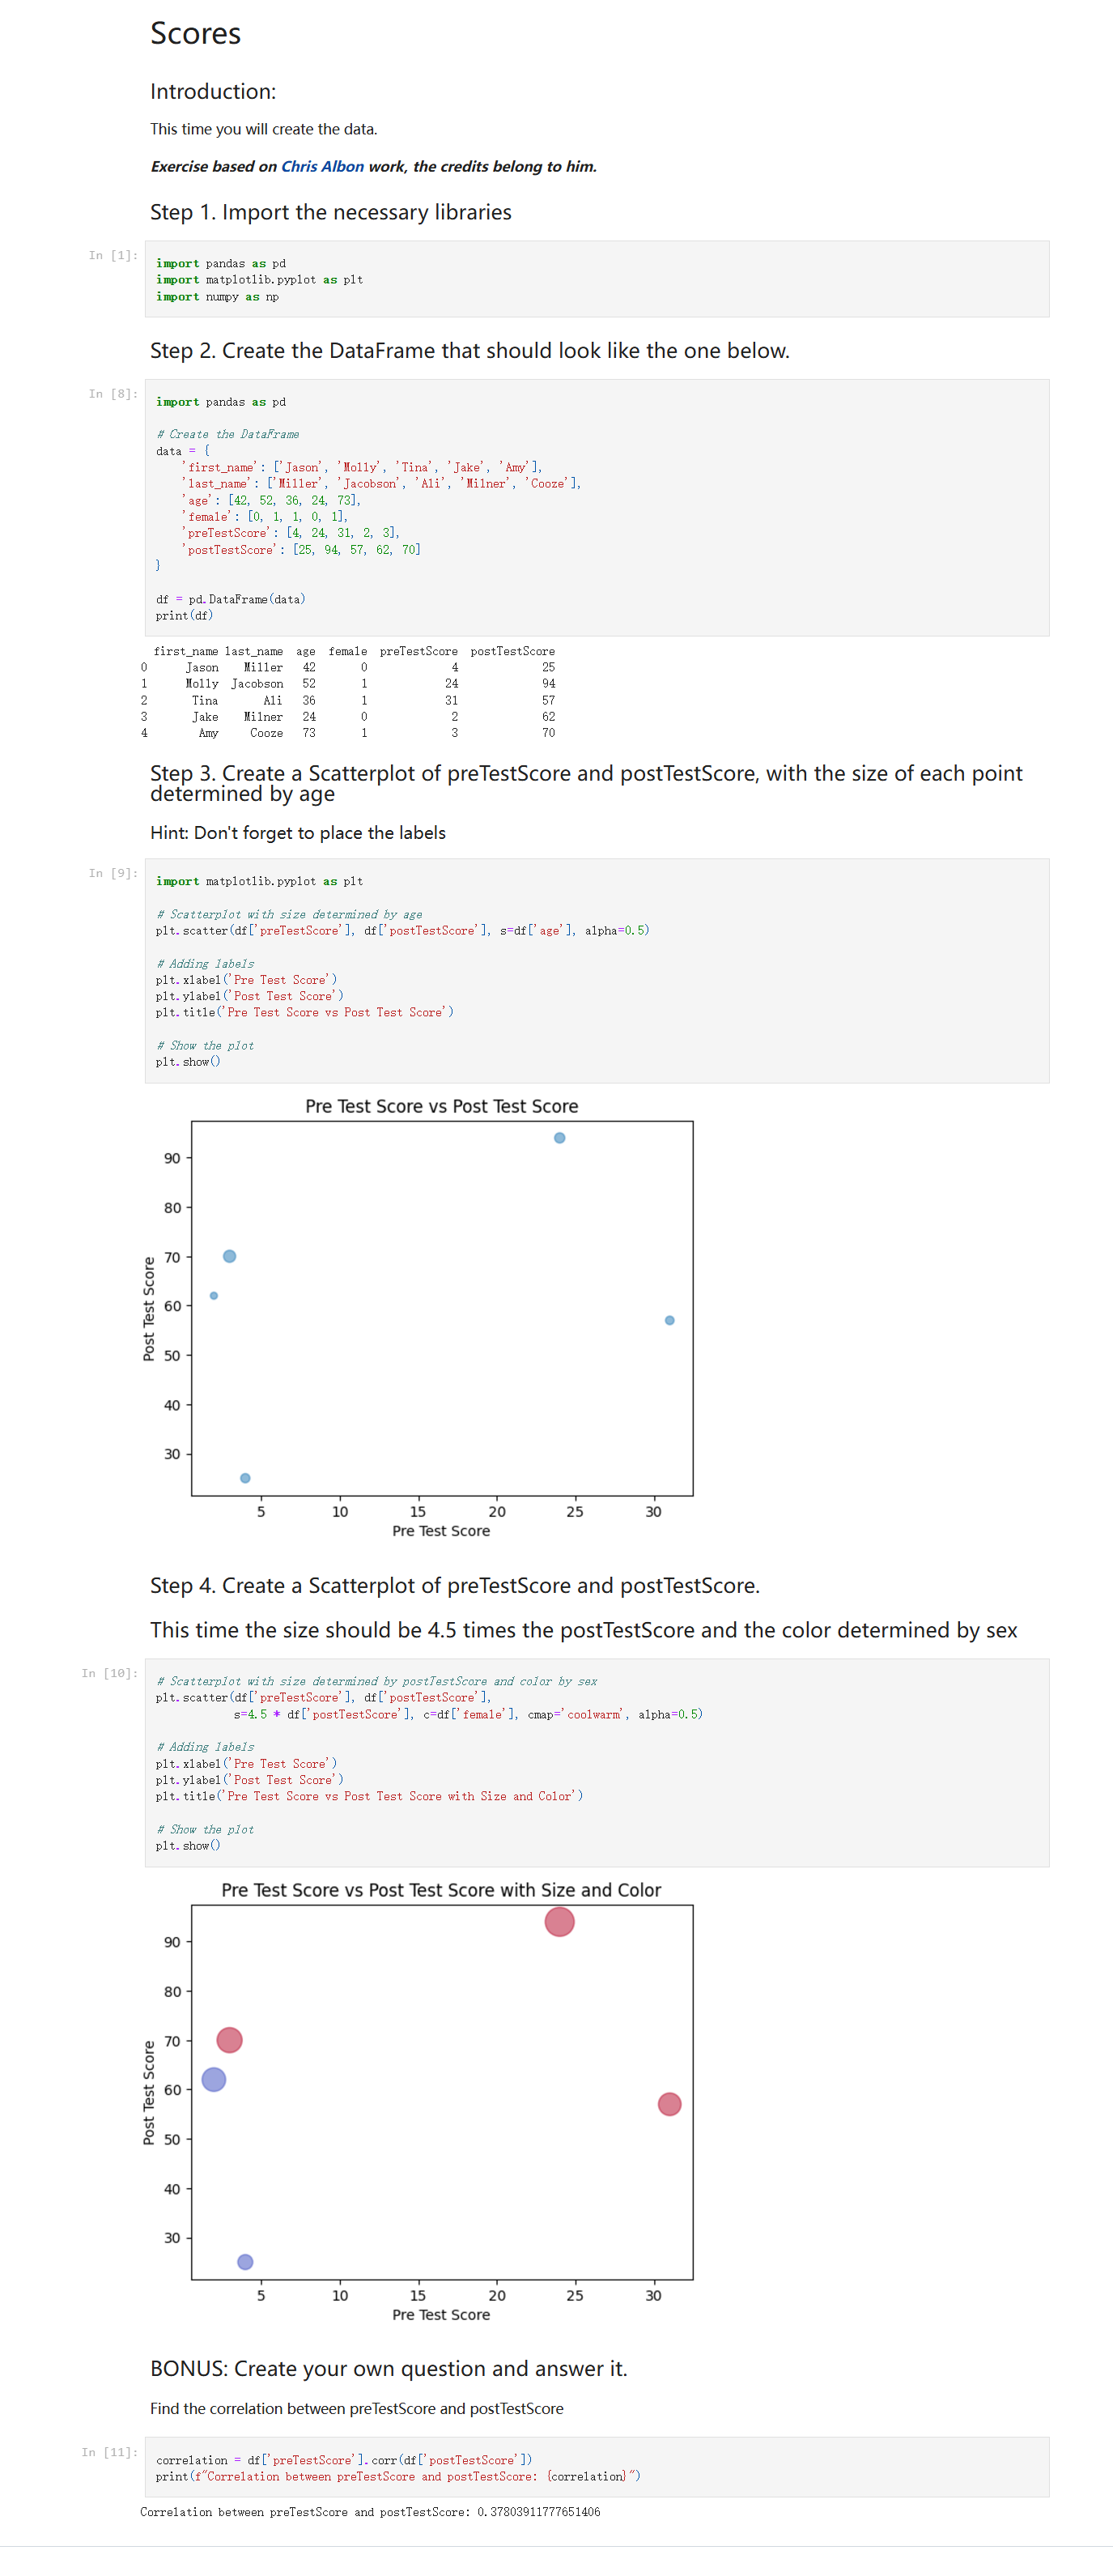 Scores
Introduction:
This time you will create the data.
Exercise based on Chris Albon work, the credits belong to him.
Step 1. Import the necessary libraries
In [1]:
import pandas as pd
import matplotlib.pyplot as plt
import numpy as np
Step 2. Create the DataFrame that should look like the one below.
In [8]:
import pandas as pd
# Create the DataFrame
data = {
    'first_name': ['Jason', 'Molly', 'Tina', 'Jake', 'Amy'],
    'last_name': ['Miller', 'Jacobson', 'Ali', 'Milner', 'Cooze'],
    'age': [42, 52, 36, 24, 73],
    'female': [0, 1, 1, 0, 1],
    'preTestScore': [4, 24, 31, 2, 3],
    'postTestScore': [25, 94, 57, 62, 70]
}
df = pd.DataFrame(data)
print(df)
  first_name last_name  age  female  preTestScore  postTestScore
0      Jason    Miller   42       0             4             25
1      Molly  Jacobson   52       1            24             94
2       Tina       Ali   36       1            31             57
3       Jake    Milner   24       0             2             62
4        Amy     Cooze   73       1             3             70
Step 3. Create a Scatterplot of preTestScore and postTestScore, with the size of each point
determined by age
Hint: Don't forget to place the labels
In [9]:
import matplotlib.pyplot as plt
# Scatterplot with size determined by age
plt.scatter(df['preTestScore'], df['postTestScore'], s=df['age'], alpha=0.5)
# Adding labels
plt.xlabel('Pre Test Score')
plt.ylabel('Post Test Score')
plt.title('Pre Test Score vs Post Test Score')
# Show the plot
plt.show()
Pre Test Score vs Post Test Score
90
80
70
60
50
40
30
Post Test Score
5 10 15 20 25 30
Pre Test Score
Step 4. Create a Scatterplot of preTestScore and postTestScore.
This time the size should be 4.5 times the postTestScore and the color determined by sex
In [10]:
# Scatterplot with size determined by postTestScore and color by sex
plt.scatter(df['preTestScore'], df['postTestScore'],
            s=4.5 * df['postTestScore'], c=df['female'], cmap='coolwarm', alpha=0.5)
# Adding labels
plt.xlabel('Pre Test Score')
plt.ylabel('Post Test Score')
plt.title('Pre Test Score vs Post Test Score with Size and Color')
# Show the plot
plt.show()
Pre Test Score vs Post Test Score with Size and Color
90
80
70
60
50
40
30
Post Test Score
5 10 15 20 25 30
Pre Test Score
BONUS: Create your own question and answer it.
Find the correlation between preTestScore and postTestScore
In [11]:
correlation = df['preTestScore'].corr(df['postTestScore'])
print(f"Correlation between preTestScore and postTestScore: {correlation}")
Correlation between preTestScore and postTestScore: 0.37803911777651406